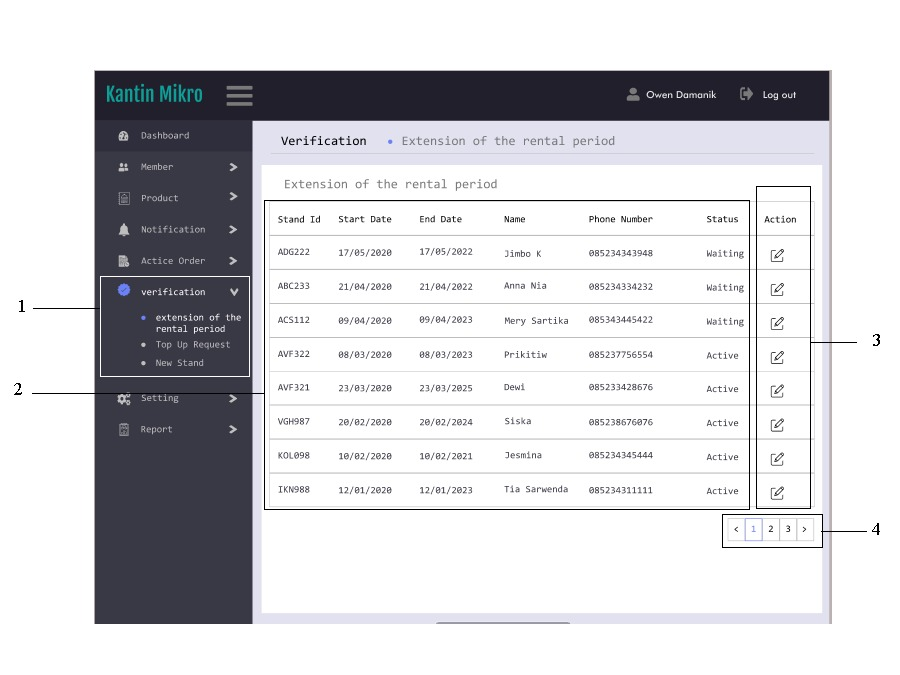 Kantin Mikro
Owen Damanik Log out
Dashboard
Member
Product
Notification
Actice Order
verification
extension of the
rental period
Top Up Request
New Stand
Setting
Report
Verification • Extension of the rental period
Extension of the rental period
Stand Id Start Date End Date Name Phone Number Status Action
ADG222 17/05/2020 17/05/2022 Jimbo K 085234343948 Waiting
ABC233 21/04/2020 21/04/2022 Anna Nia 085234334232 Waiting
ACS112 09/04/2020 09/04/2023 Mery Sartika 085343445422 Waiting
AVF322 08/03/2020 08/03/2023 Prikitiw 085237756554 Active
AVF321 23/03/2020 23/03/2025 Dewi 085233428676 Active
VGH987 20/02/2020 20/02/2024 Siska 085238676076 Active
KOL098 10/02/2020 10/02/2021 Jesmina 085234345444 Active
IKN988 12/01/2020 12/01/2023 Tia Sarwenda 085234311111 Active
< 1 2 3 >
1
2
3
4